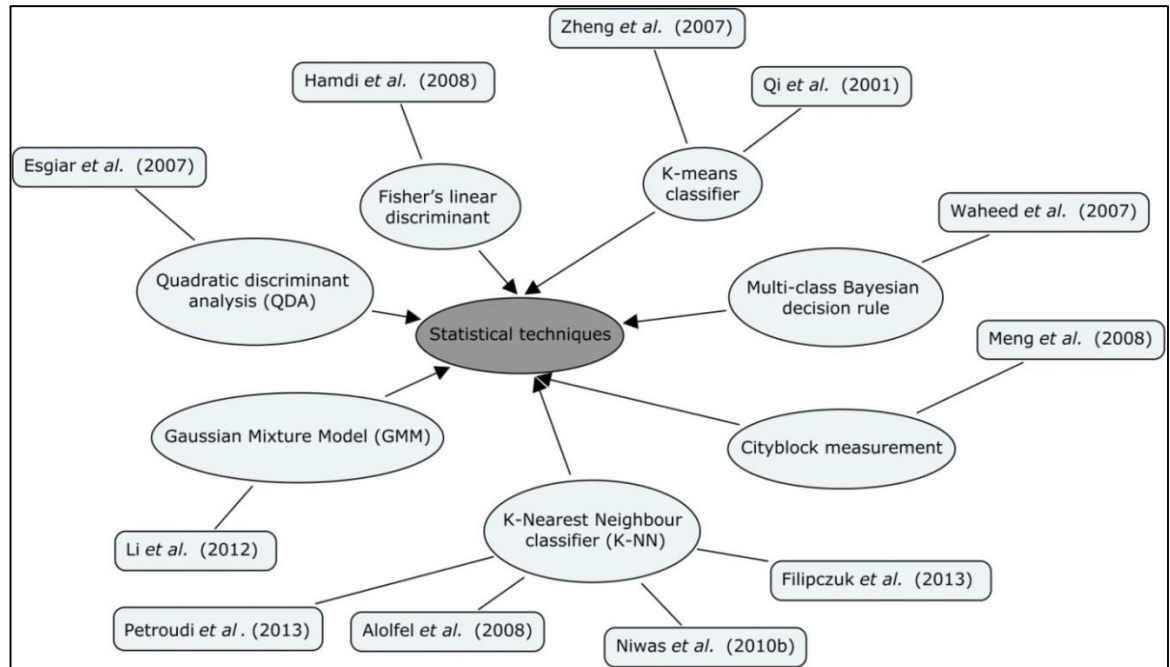 Zheng et al. (2007)
Hamdi et al. (2008)
Qi et al. (2001)
Esgiar et al. (2007)
K-means
classifier
Fisher's linear
discriminant
Waheed et al. (2007)
Quadratic discriminant
analysis (QDA)
Multi-class Bayesian
decision rule
Statistical techniques
Meng et al. (2008)
Gaussian Mixture Model (GMM)
Cityblock measurement
K-Nearest Neighbour
classifier (K-NN)
Li et al. (2012)
Filipczuk et al. (2013)
Petroudi et al. (2013)
Alolfel et al. (2008)
Niwas et al. (2010b)